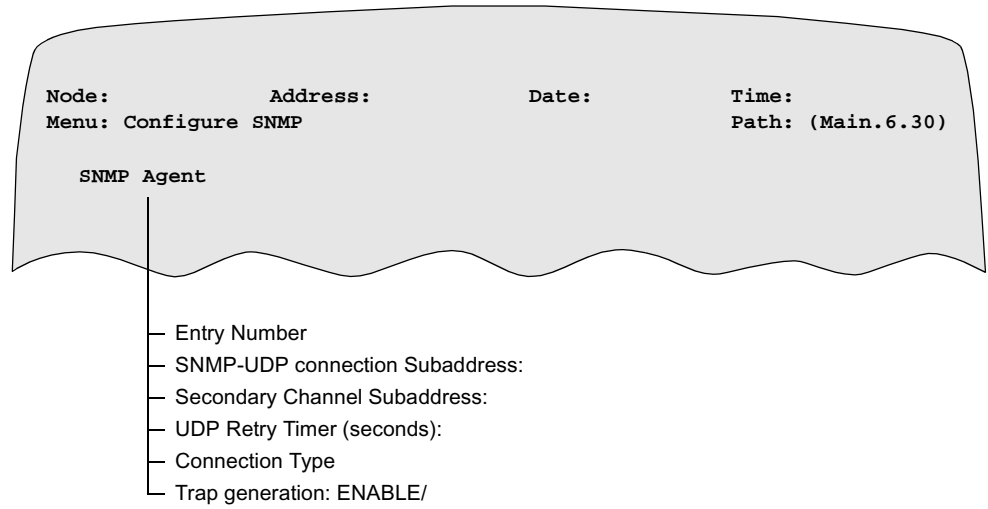 Node: Address: Date: Time:
Menu: Configure SNMP Path: (Main.6.30)
SNMP Agent
Entry Number
SNMP-UDP connection Subaddress:
Secondary Channel Subaddress:
UDP Retry Timer (seconds):
Connection Type
Trap generation: ENABLE/